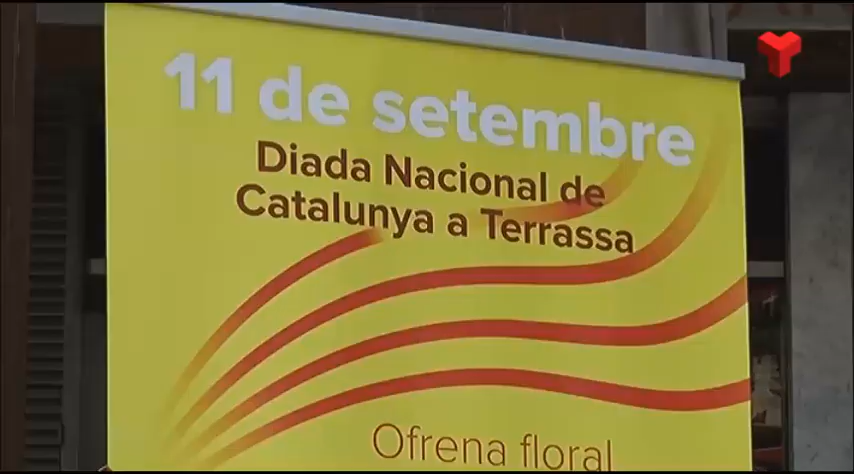 11 de setembre
Diada Nacional de
Catalunya a Terrassa
Ofrena floral